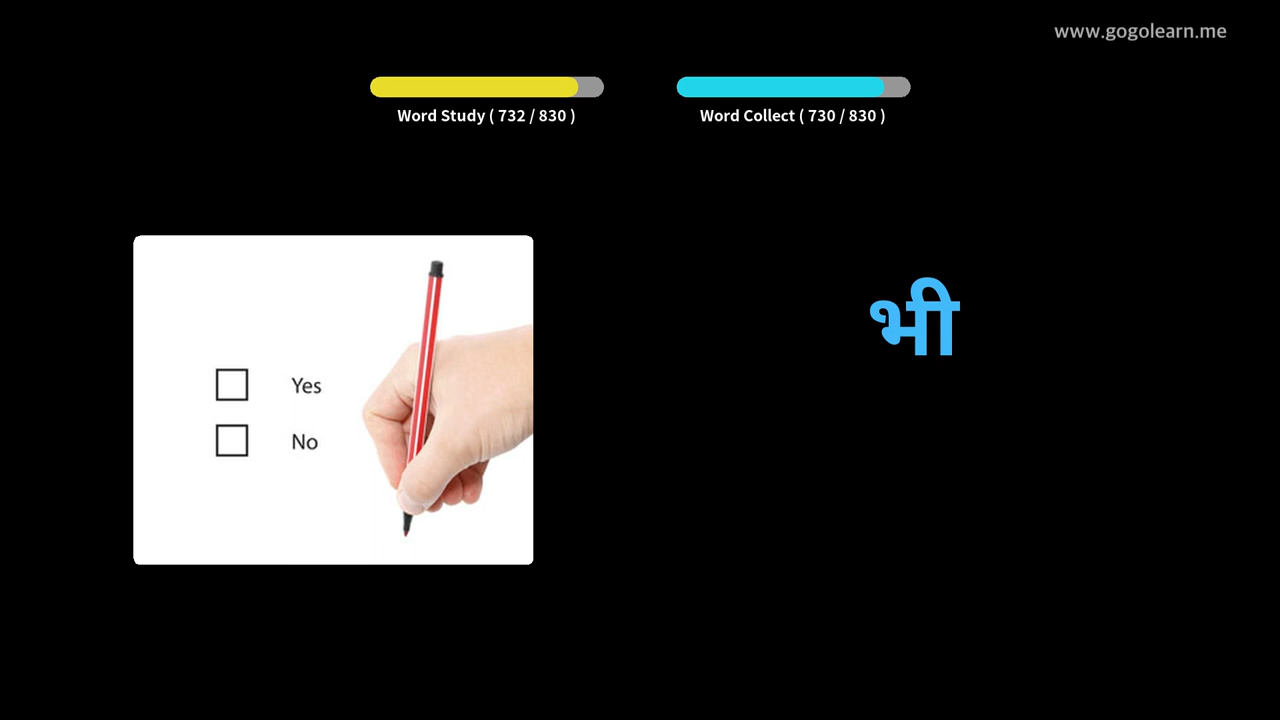 www.gogolearn.me
Word Study ( 732 / 830 )
Word Collect ( 730 / 830 )
Yes
No
भी